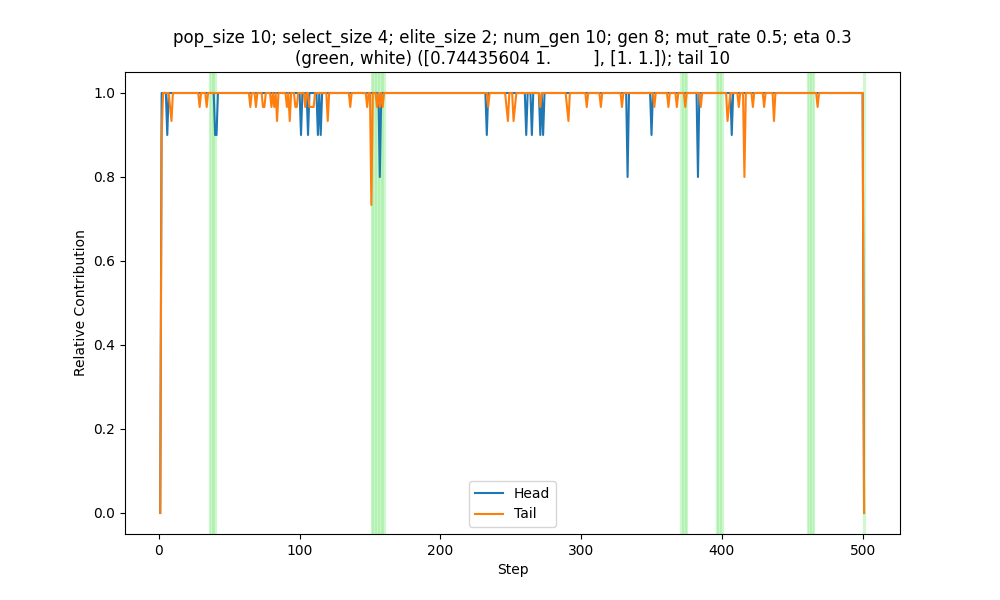 pop_size 10; select_size 4; elite_size 2; num_gen 10; gen 8; mut_rate 0.5; eta 0.3
(green, white) ([0.74435604 1.        ], [1. 1.]); tail 10
1.0
0.8
0.6
0.4
0.2
0.0
Relative Contribution
Head
Tail
0 100 200 300 400 500
Step